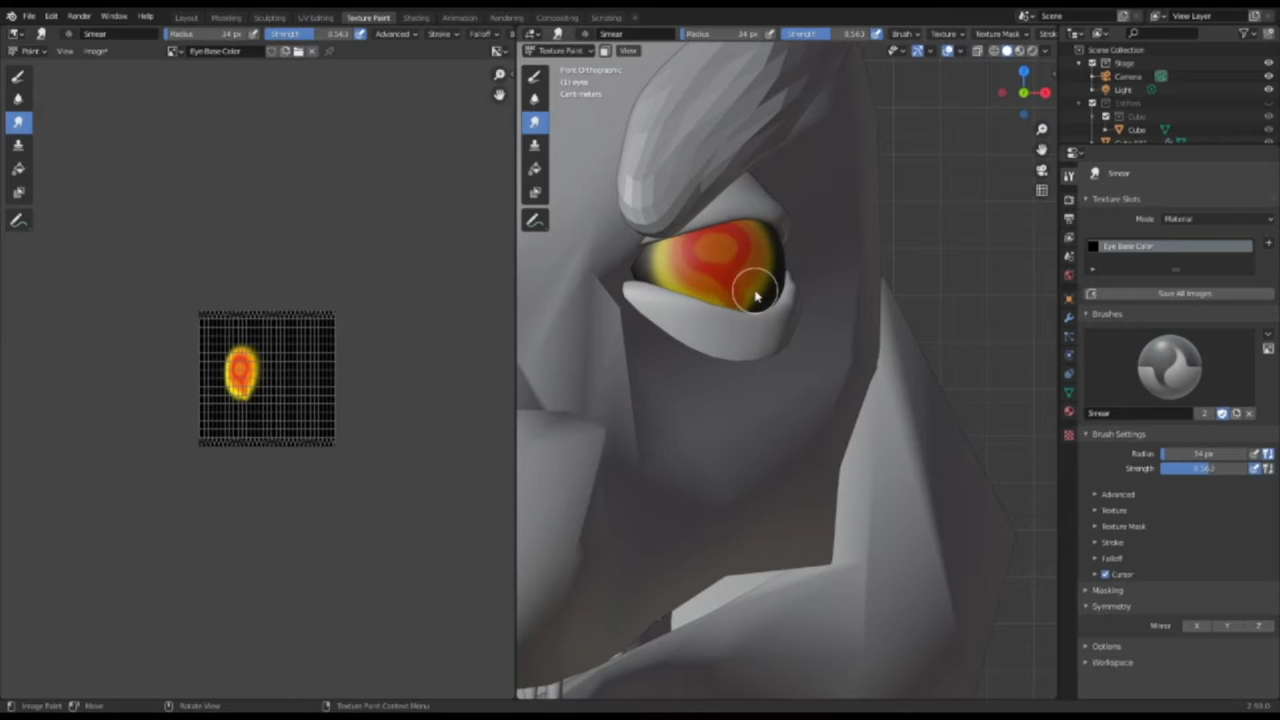 File Edit Render Window Help Layout Modeling Sculpting UV Editing Texture Paint Shading Animation Rendering Compositing Scripting + Scene View Layer
Smear Radius 34 px Strength 0.563 Advanced Stroke Falloff Smear Radius 34 px Strength 0.563 Brush Texture Texture Mask
Paint View Image* Eye Base Color Texture Paint View
Scene Collection
Stage
Camera
Light
Cube
Cube
Front Orthographic
(1) eyes
Centimeters
Smear
Texture Slots
Mode Material
Eye Base Color
Save All Images
Brushes
Smear 2
Brush Settings
Radius 34 px
Strength 0.563
Advanced
Texture
Texture Mask
Stroke
Falloff
Cursor
Masking
Symmetry
Mirror X Y Z
Options
Workspace
Image Paint Move Rotate View Texture Paint Context Menu